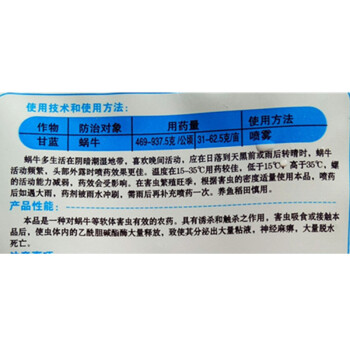 使用技术和使用方法：
作物 防治对象 用药量 使用方法
甘蓝 蜗牛 469-937.5克/公顷 31-62.5克/亩 喷雾
蜗牛多生活在阴暗潮湿地带，喜欢晚间活动，应在日落到天黑前或雨后转晴时，蜗牛
活动频繁，头部外露时喷药效果更佳。温度在15-35℃用药较佳，低于15℃，高于35℃，螺
的活动能力减弱，药效会受影响，在害虫繁殖旺季，根据害虫的密度适量使用本品，喷药
后如遇大雨，药剂被雨水冲刷，需雨后再补充喷药一次。养鱼稻田慎用。
产品性能：
本品是一种对蜗牛等软体害虫有效的农药。具有诱杀和触杀之作用，害虫吸食或接触本
品后，使虫体内的乙酰胆碱酯酶大量释放，致使其分泌出大量粘液，神经麻痹，大量脱水
死亡。